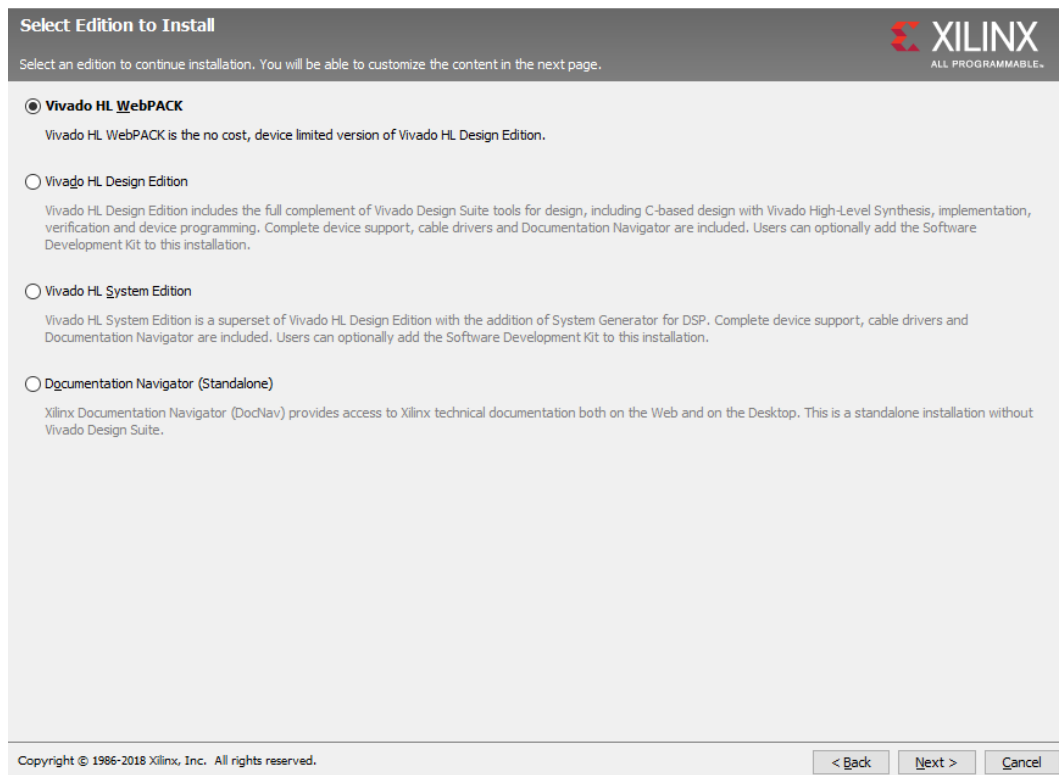 Select Edition to Install
Select an edition to continue installation. You will be able to customize the content in the next page.
XILINX
ALL PROGRAMMABLE™
Vivado HL WebPACK
Vivado HL WebPACK is the no cost, device limited version of Vivado HL Design Edition.
Vivado HL Design Edition
Vivado HL Design Edition includes the full complement of Vivado Design Suite tools for design, including C-based design with Vivado High-Level Synthesis, implementation,
verification and device programming. Complete device support, cable drivers and Documentation Navigator are included. Users can optionally add the Software
Development Kit to this installation.
Vivado HL System Edition
Vivado HL System Edition is a superset of Vivado HL Design Edition with the addition of System Generator for DSP. Complete device support, cable drivers and
Documentation Navigator are included. Users can optionally add the Software Development Kit to this installation.
Documentation Navigator (Standalone)
Xilinx Documentation Navigator (DocNav) provides access to Xilinx technical documentation both on the Web and on the Desktop. This is a standalone installation without
Vivado Design Suite.
Copyright © 1986-2018 Xilinx, Inc. All rights reserved.
< Back Next > Cancel